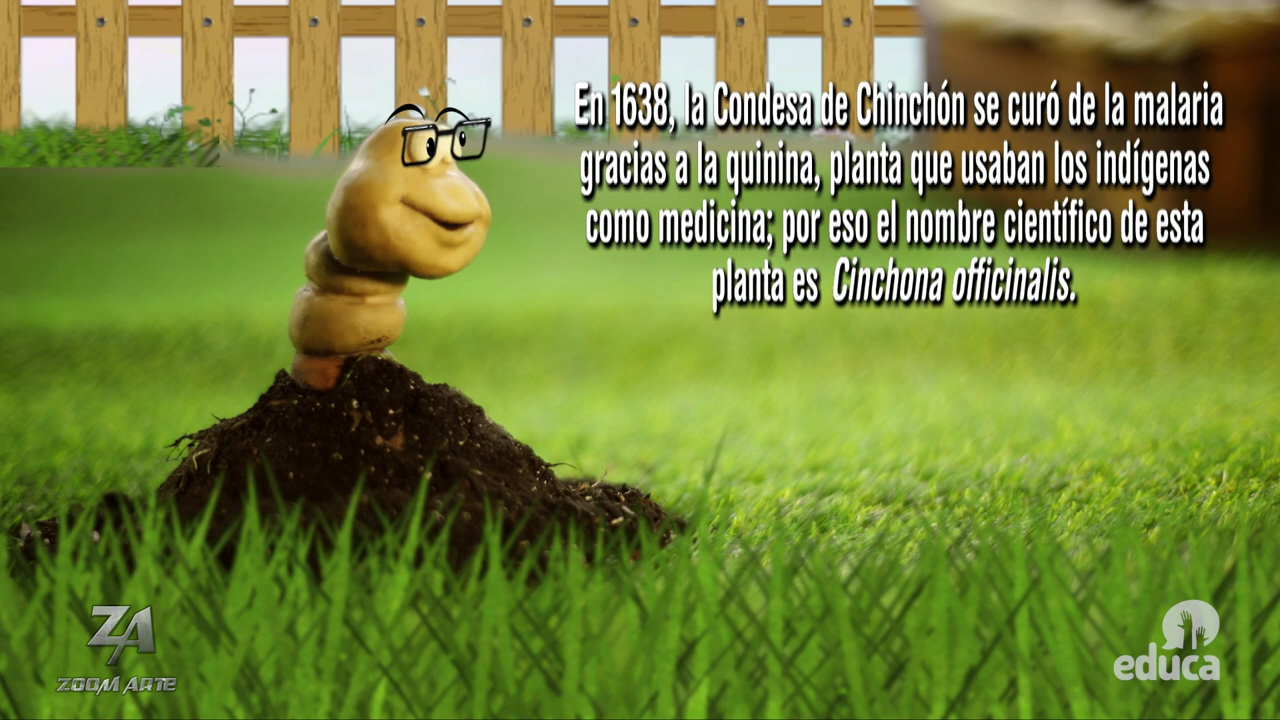 En 1638, la Condesa de Chinchón se curó de la malaria
gracias a la quinina, planta que usaban los indígenas
como medicina; por eso el nombre científico de esta
planta es Cinchona officinalis.
ZA
ZOOM ARTE
educa